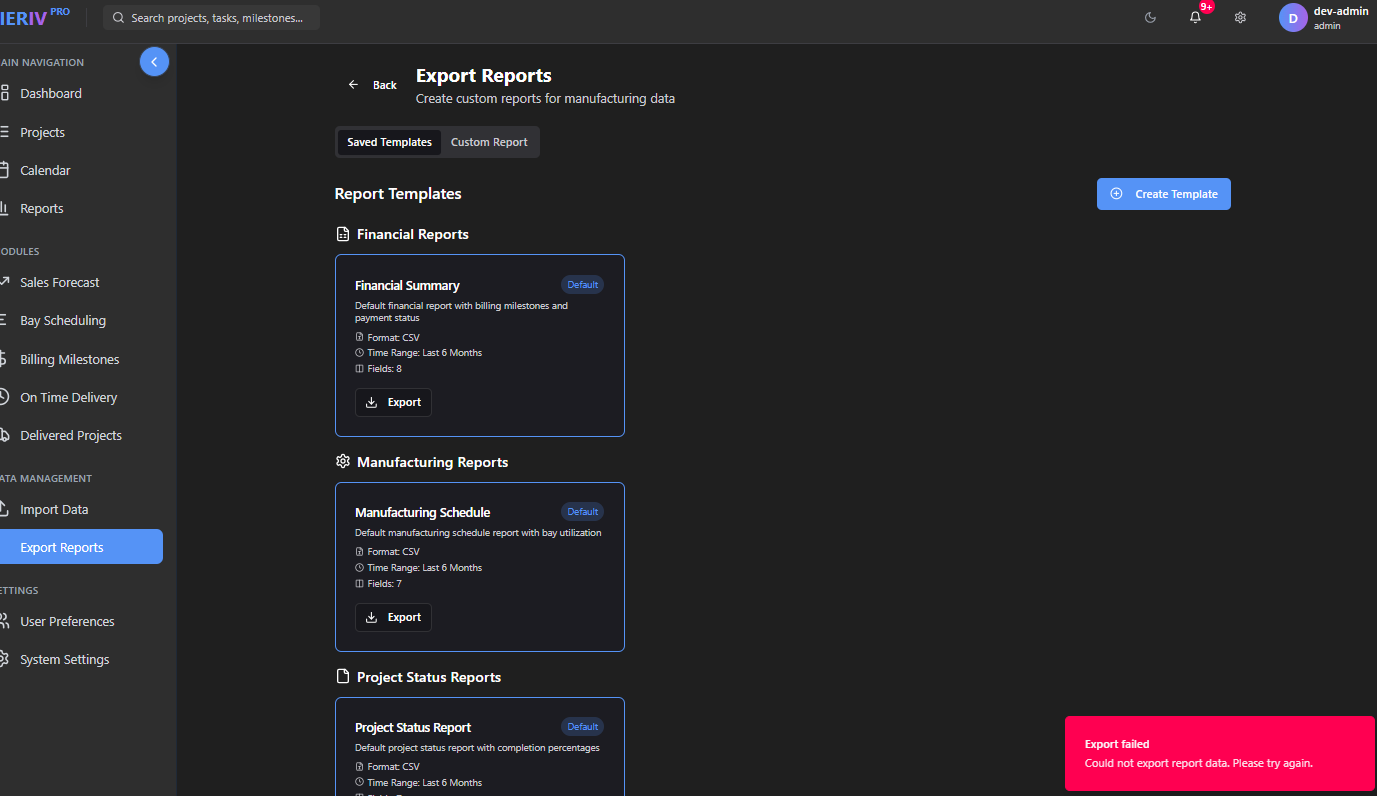 IERIV PRO
Search projects, tasks, milestones...
9+
D
dev-admin
admin
AIN NAVIGATION
Dashboard
Projects
Calendar
Reports
ODULES
Sales Forecast
Bay Scheduling
Billing Milestones
On Time Delivery
Delivered Projects
ATA MANAGEMENT
Import Data
Export Reports
ETTINGS
User Preferences
System Settings
Back
Export Reports
Create custom reports for manufacturing data
Saved Templates
Custom Report
Report Templates
Create Template
Financial Reports
Financial Summary
Default
Default financial report with billing milestones and
payment status
Format: CSV
Time Range: Last 6 Months
Fields: 8
Export
Manufacturing Reports
Manufacturing Schedule
Default
Default manufacturing schedule report with bay utilization
Format: CSV
Time Range: Last 6 Months
Fields: 7
Export
Project Status Reports
Project Status Report
Default
Default project status report with completion percentages
Format: CSV
Time Range: Last 6 Months
Export failed
Could not export report data. Please try again.